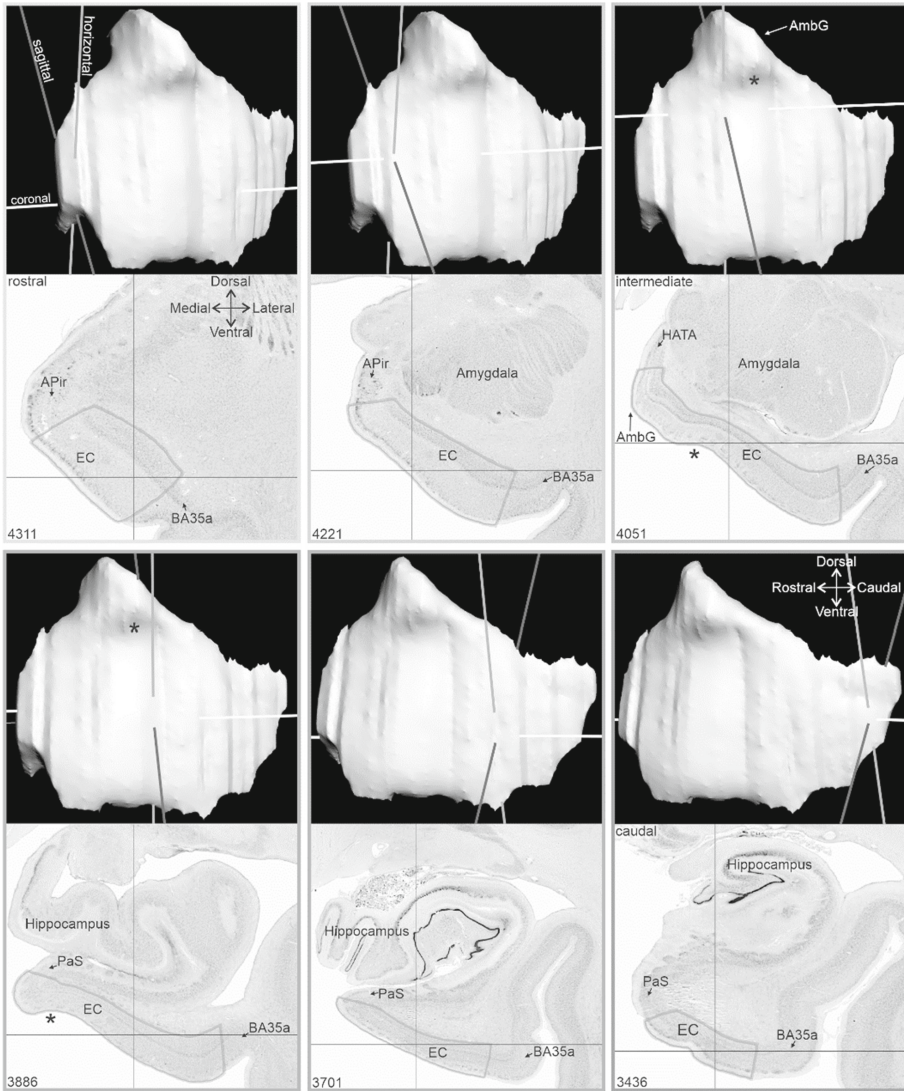 sagittal
horizontal
coronal
AmbG
*
rostral
Dorsal
Medial Lateral
Ventral
APir
EC
BA35a
4311
APir
Amygdala
EC
BA35a
4221
intermediate
HATA
Amygdala
AmbG
*
EC
BA35a
4051
*
Dorsal
Rostral Caudal
Ventral
Hippocampus
PaS
EC
*
BA35a
3886
Hippocampus
PaS
EC
BA35a
3701
caudal
Hippocampus
PaS
EC
BA35a
3436